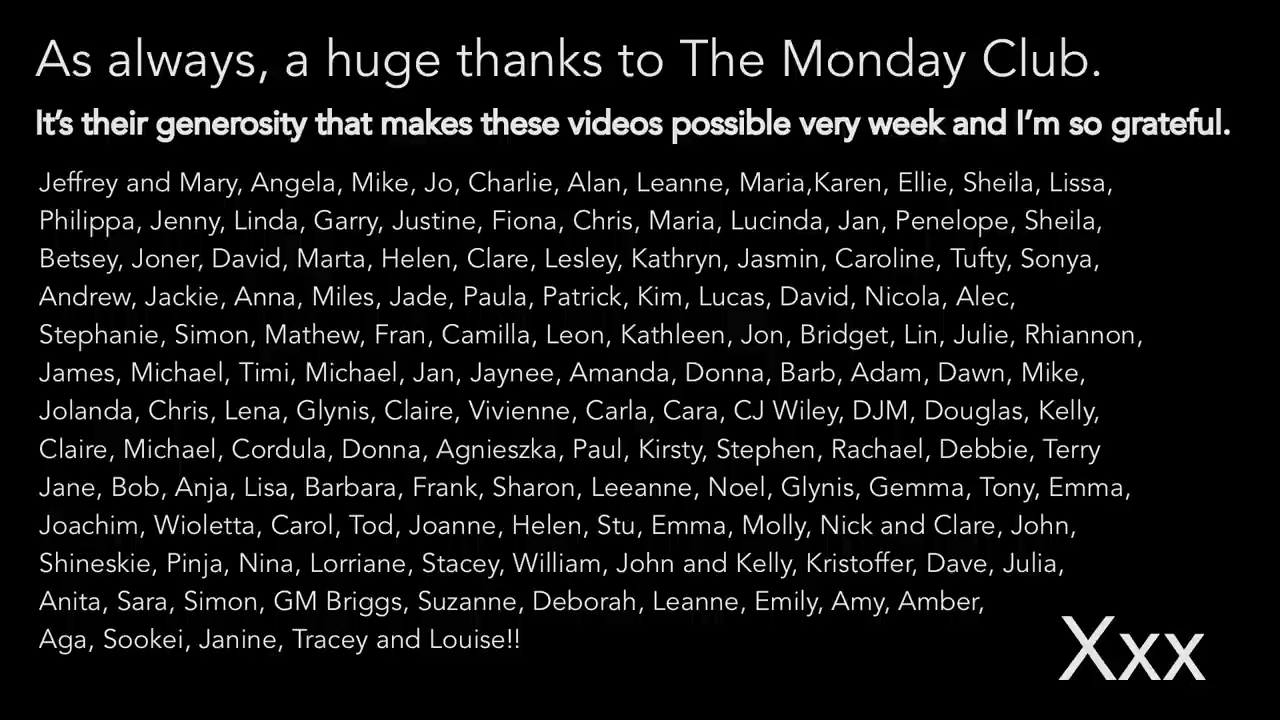 As always, a huge thanks to The Monday Club.
It's their generosity that makes these videos possible very week and I'm so grateful.
Jeffrey and Mary, Angela, Mike, Jo, Charlie, Alan, Leanne, Maria,Karen, Ellie, Sheila, Lissa,
Philippa, Jenny, Linda, Garry, Justine, Fiona, Chris, Maria, Lucinda, Jan, Penelope, Sheila,
Betsey, Joner, David, Marta, Helen, Clare, Lesley, Kathryn, Jasmin, Caroline, Tufty, Sonya,
Andrew, Jackie, Anna, Miles, Jade, Paula, Patrick, Kim, Lucas, David, Nicola, Alec,
Stephanie, Simon, Mathew, Fran, Camilla, Leon, Kathleen, Jon, Bridget, Lin, Julie, Rhiannon,
James, Michael, Timi, Michael, Jan, Jaynee, Amanda, Donna, Barb, Adam, Dawn, Mike,
Jolanda, Chris, Lena, Glynis, Claire, Vivienne, Carla, Cara, CJ Wiley, DJM, Douglas, Kelly,
Claire, Michael, Cordula, Donna, Agnieszka, Paul, Kirsty, Stephen, Rachael, Debbie, Terry
Jane, Bob, Anja, Lisa, Barbara, Frank, Sharon, Leeanne, Noel, Glynis, Gemma, Tony, Emma,
Joachim, Wioletta, Carol, Tod, Joanne, Helen, Stu, Emma, Molly, Nick and Clare, John,
Shineskie, Pinja, Nina, Lorriane, Stacey, William, John and Kelly, Kristoffer, Dave, Julia,
Anita, Sara, Simon, GM Briggs, Suzanne, Deborah, Leanne, Emily, Amy, Amber,
Aga, Sookei, Janine, Tracey and Louise!!
Xxx